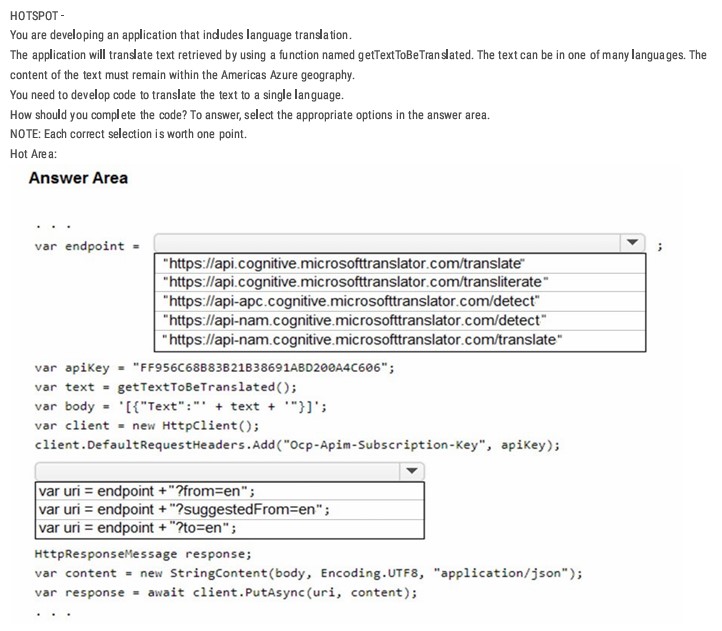 HOTSPOT -
You are developing an application that includes language translation.
The application will translate text retrieved by using a function named getTextToBeTranslated. The text can be in one of many languages. The
content of the text must remain within the Americas Azure geography.
You need to develop code to translate the text to a single language.
How should you complete the code? To answer, select the appropriate options in the answer area.
NOTE: Each correct selection is worth one point.
Hot Area:
Answer Area
. . .
var endpoint = ;
"https://api.cognitive.microsofttranslator.com/translate"
"https://api.cognitive.microsofttranslator.com/transliterate"
"https://api-apc.cognitive.microsofttranslator.com/detect"
"https://api-nam.cognitive.microsofttranslator.com/detect"
"https://api-nam.cognitive.microsofttranslator.com/translate"
var apiKey = "FF956C68B83B21B38691ABD200A4C606";
var text = getTextToBeTranslated();
var body = '[{"Text":"' + text + '"}]';
var client = new HttpClient();
client.DefaultRequestHeaders.Add("Ocp-Apim-Subscription-Key", apiKey);
var uri = endpoint + "?from=en";
var uri = endpoint + "?suggestedFrom=en";
var uri = endpoint + "?to=en";
HttpResponseMessage response;
var content = new StringContent(body, Encoding.UTF8, "application/json");
var response = await client.PutAsync(uri, content);
. . .